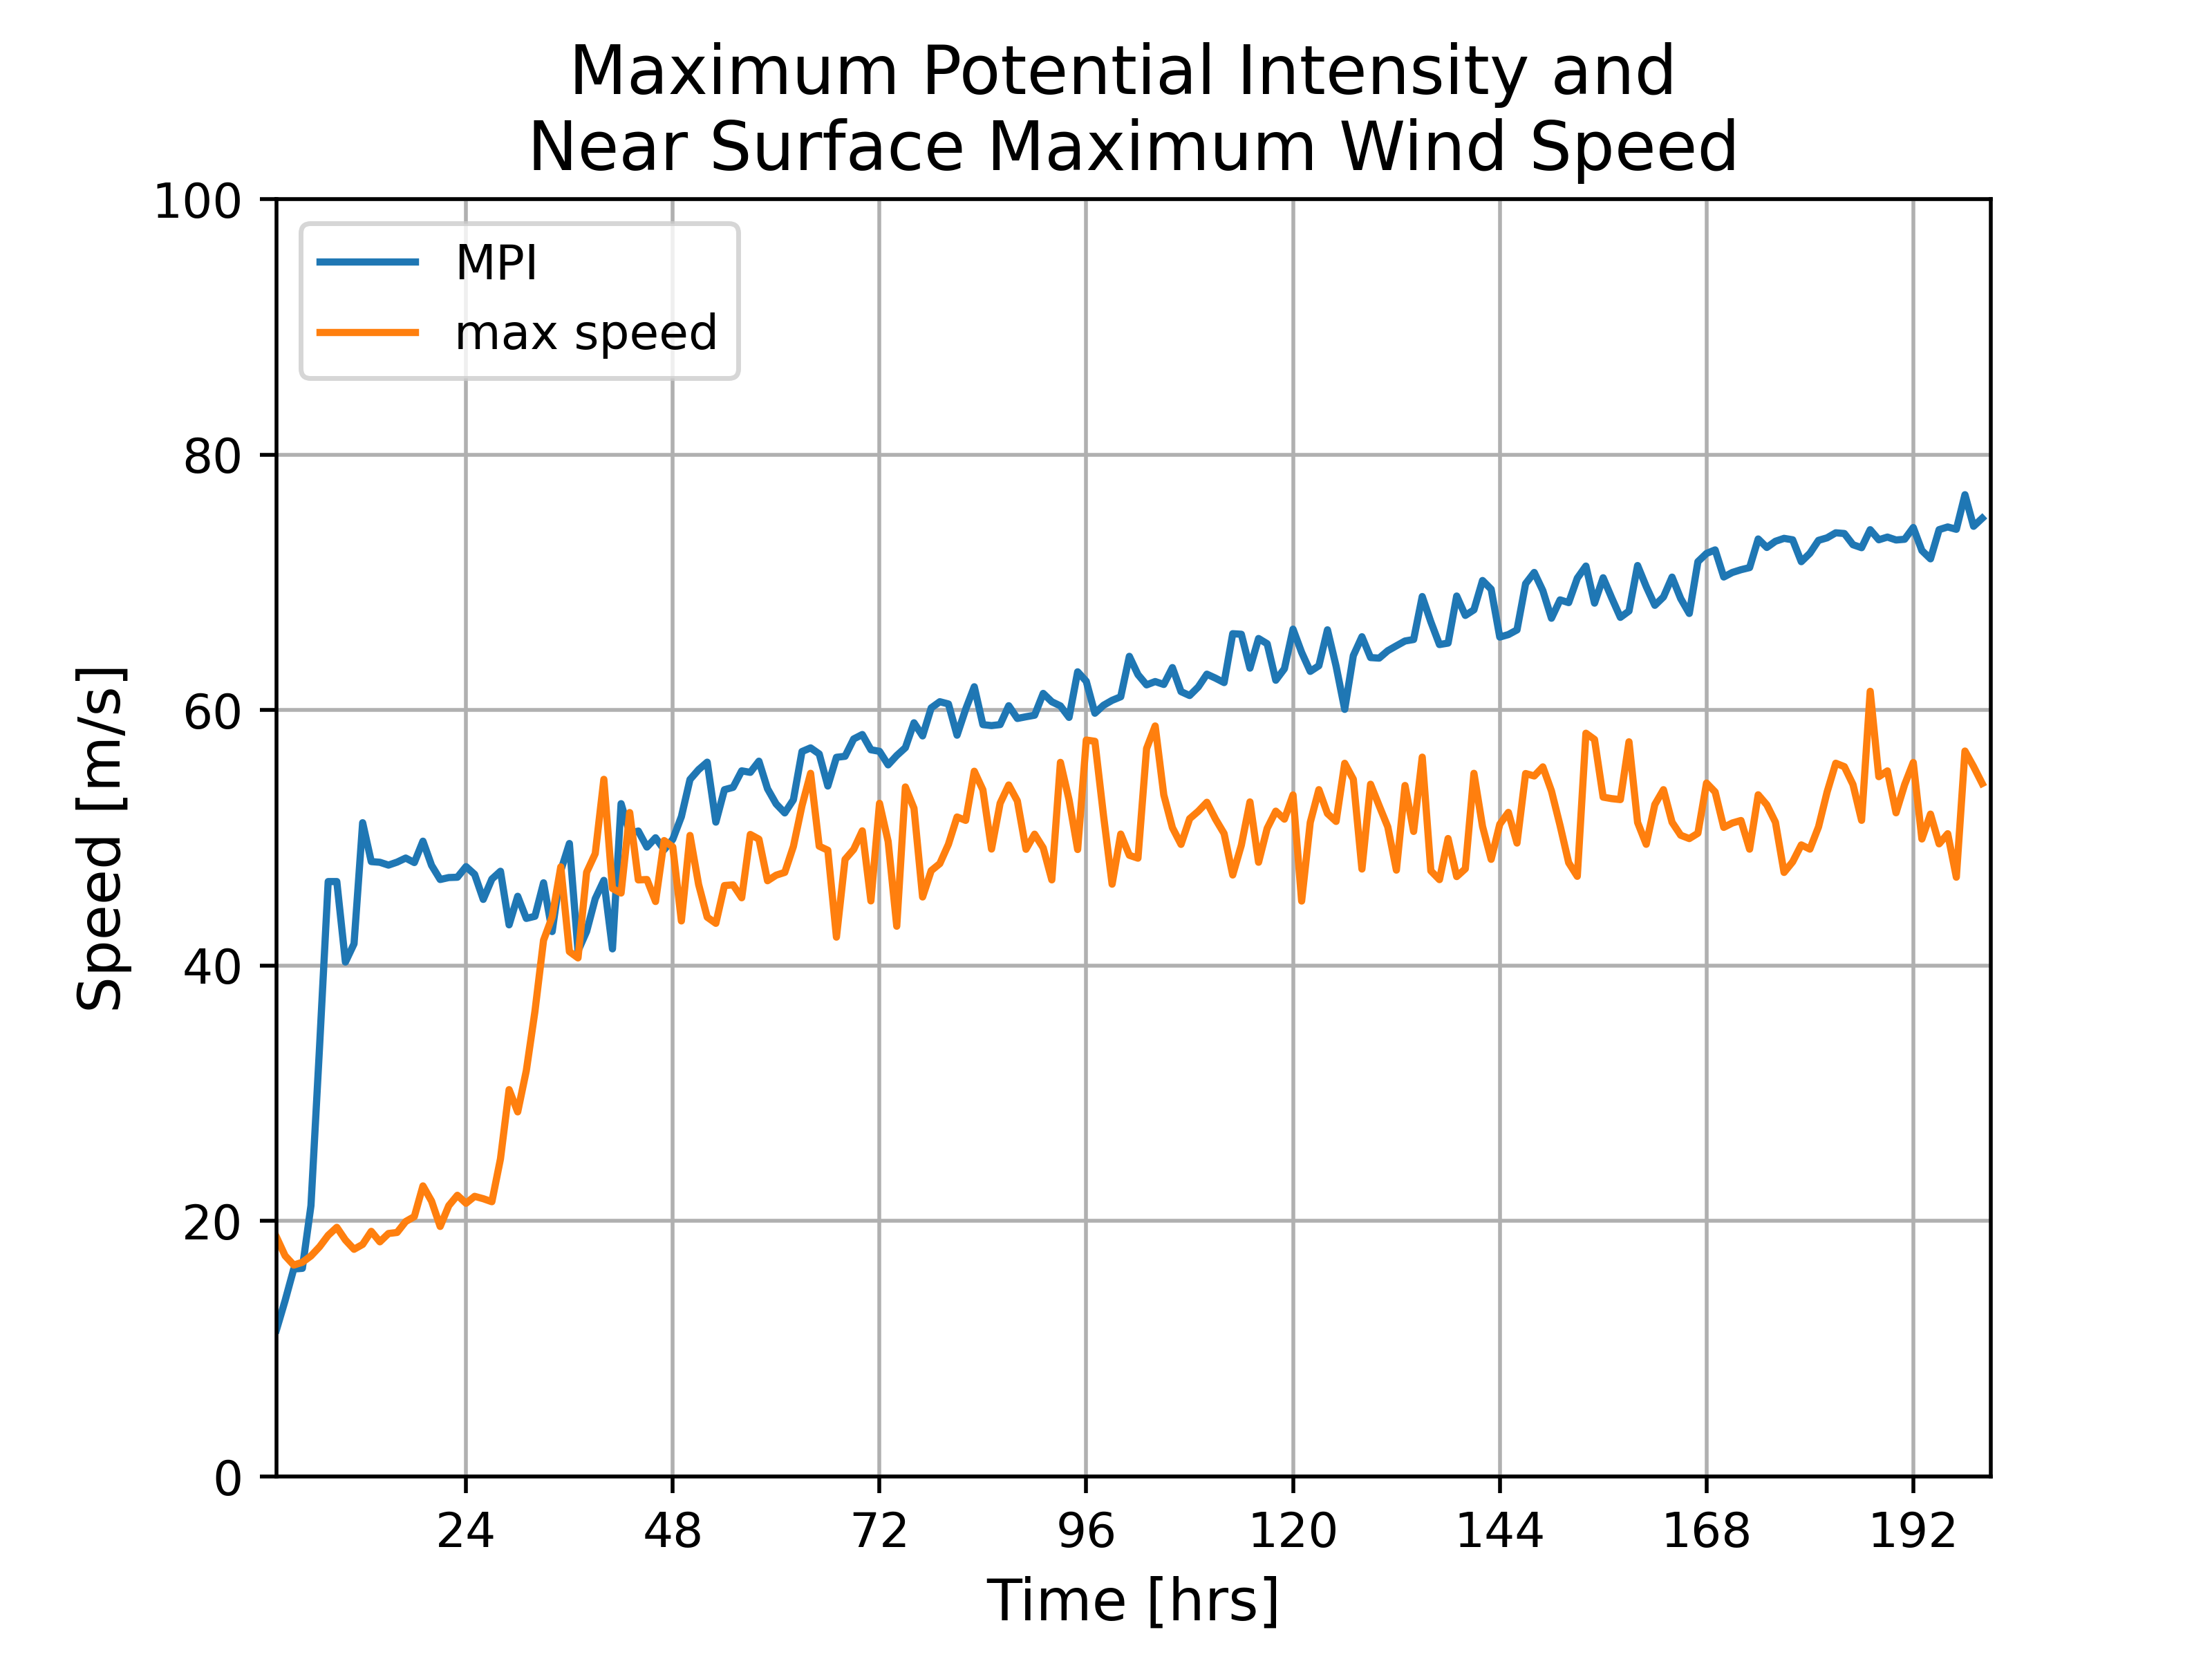 Maximum Potential Intensity and
Near Surface Maximum Wind Speed
100
80
60
40
20
0
Speed [m/s]
MPI
max speed
24 48 72 96 120 144 168 192
Time [hrs]